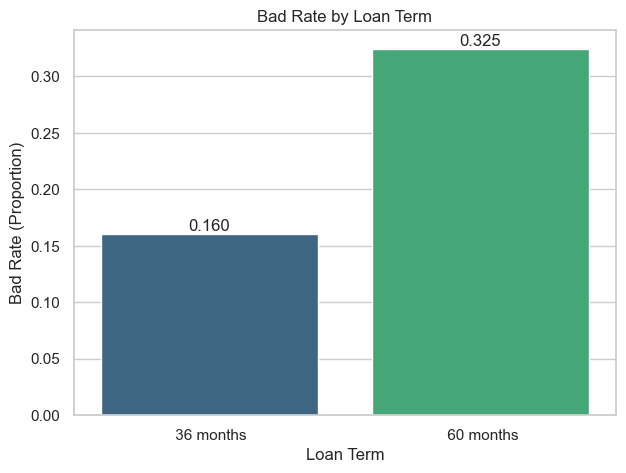 Bad Rate by Loan Term
0.325
0.30
0.25
0.20
0.160
0.15
0.10
0.05
0.00
Bad Rate (Proportion)
36 months 60 months
Loan Term